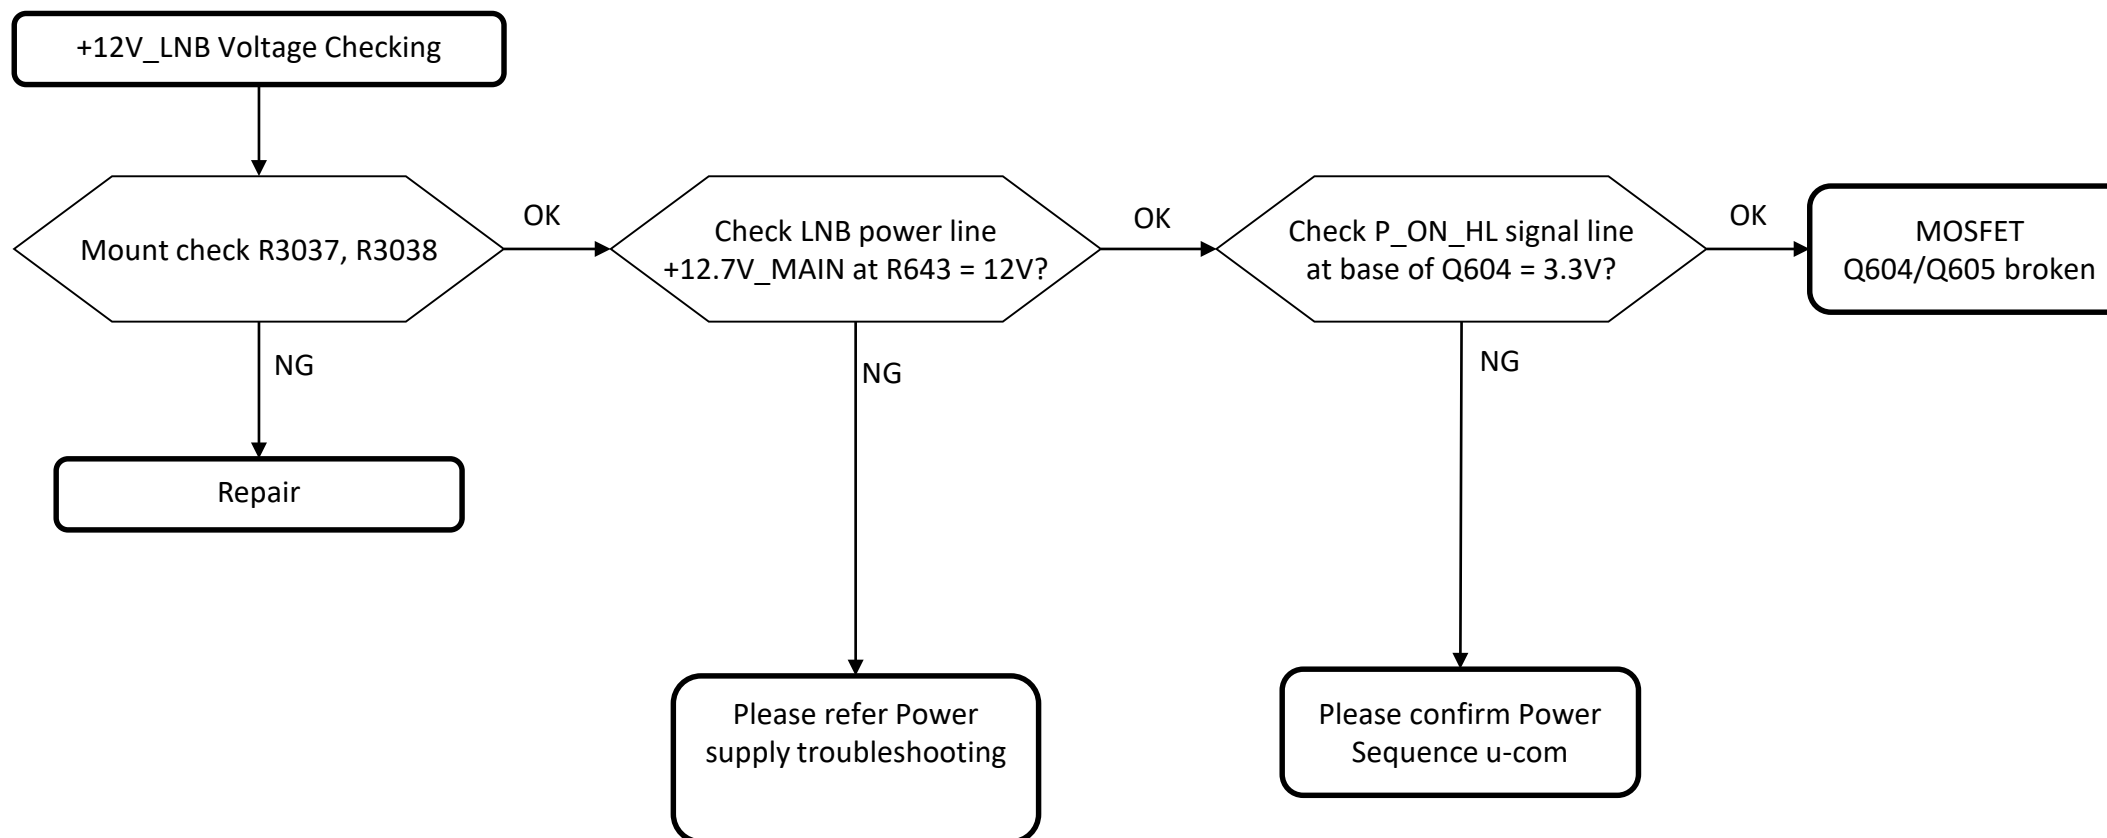 +12V_LNB Voltage Checking
Mount check R3037, R3038
OK
Check LNB power line
+12.7V_MAIN at R643 = 12V?
OK
Check P_ON_HL signal line
at base of Q604 = 3.3V?
OK
MOSFET
Q604/Q605 broken
NG
NG
NG
Repair
Please refer Power
supply troubleshooting
Please confirm Power
Sequence u-com